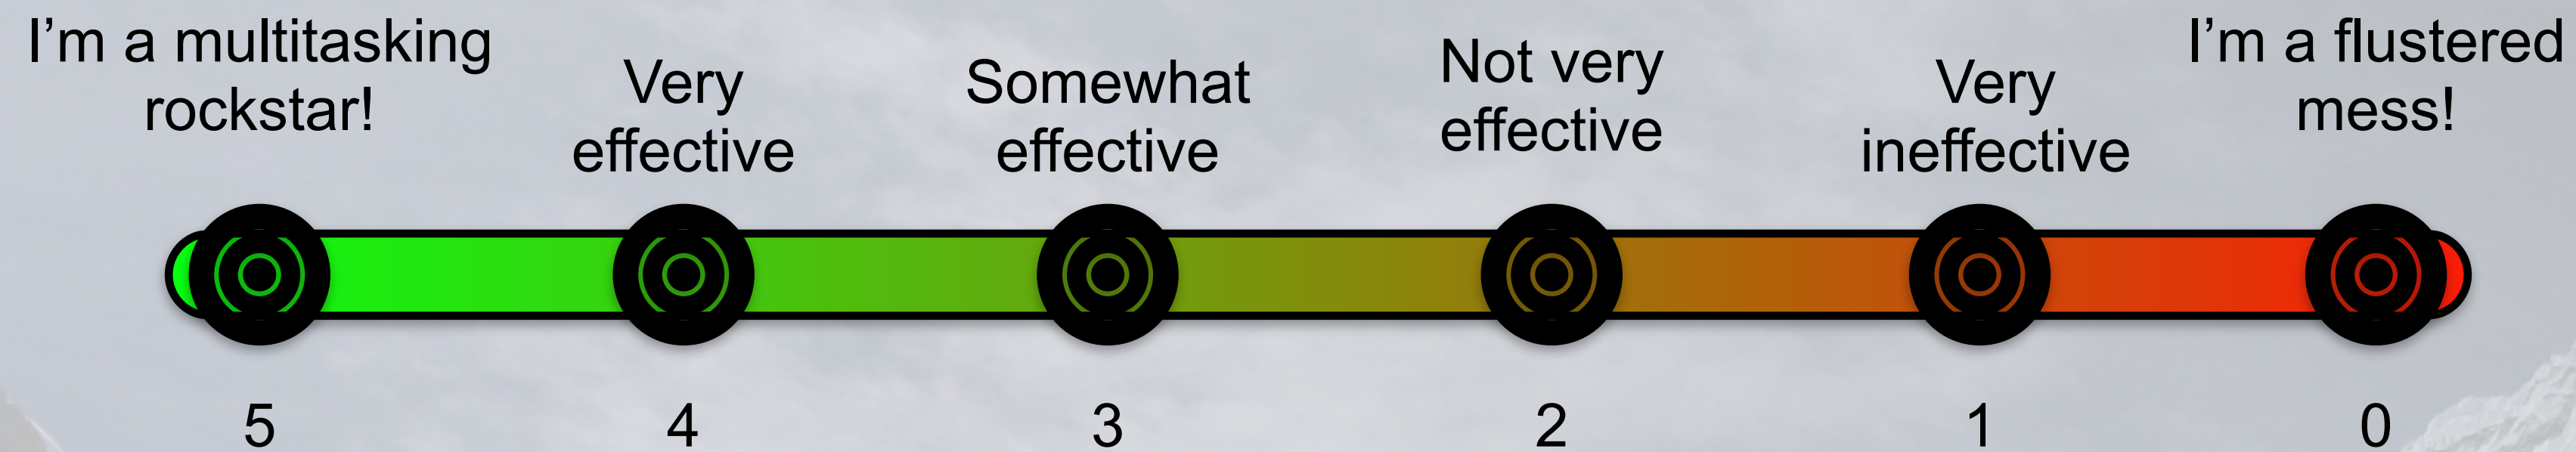 I’m a multitasking
rockstar!
Very
effective
Somewhat
effective
Not very
effective
Very
ineffective
I’m a flustered
mess!
5
4
3
2
1
0